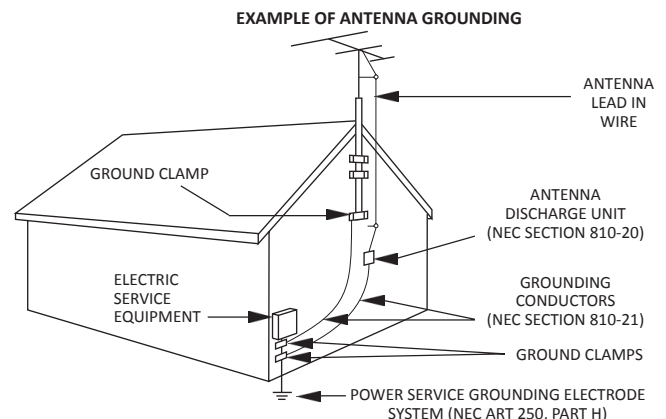 EXAMPLE OF ANTENNA GROUNDING
ANTENNA
LEAD IN
WIRE
GROUND CLAMP
ANTENNA
DISCHARGE UNIT
(NEC SECTION 810-20)
ELECTRIC
SERVICE
EQUIPMENT
GROUNDING
CONDUCTORS
(NEC SECTION 810-21)
GROUND CLAMPS
POWER SERVICE GROUNDING ELECTRODE
SYSTEM (NEC ART 250, PART H)